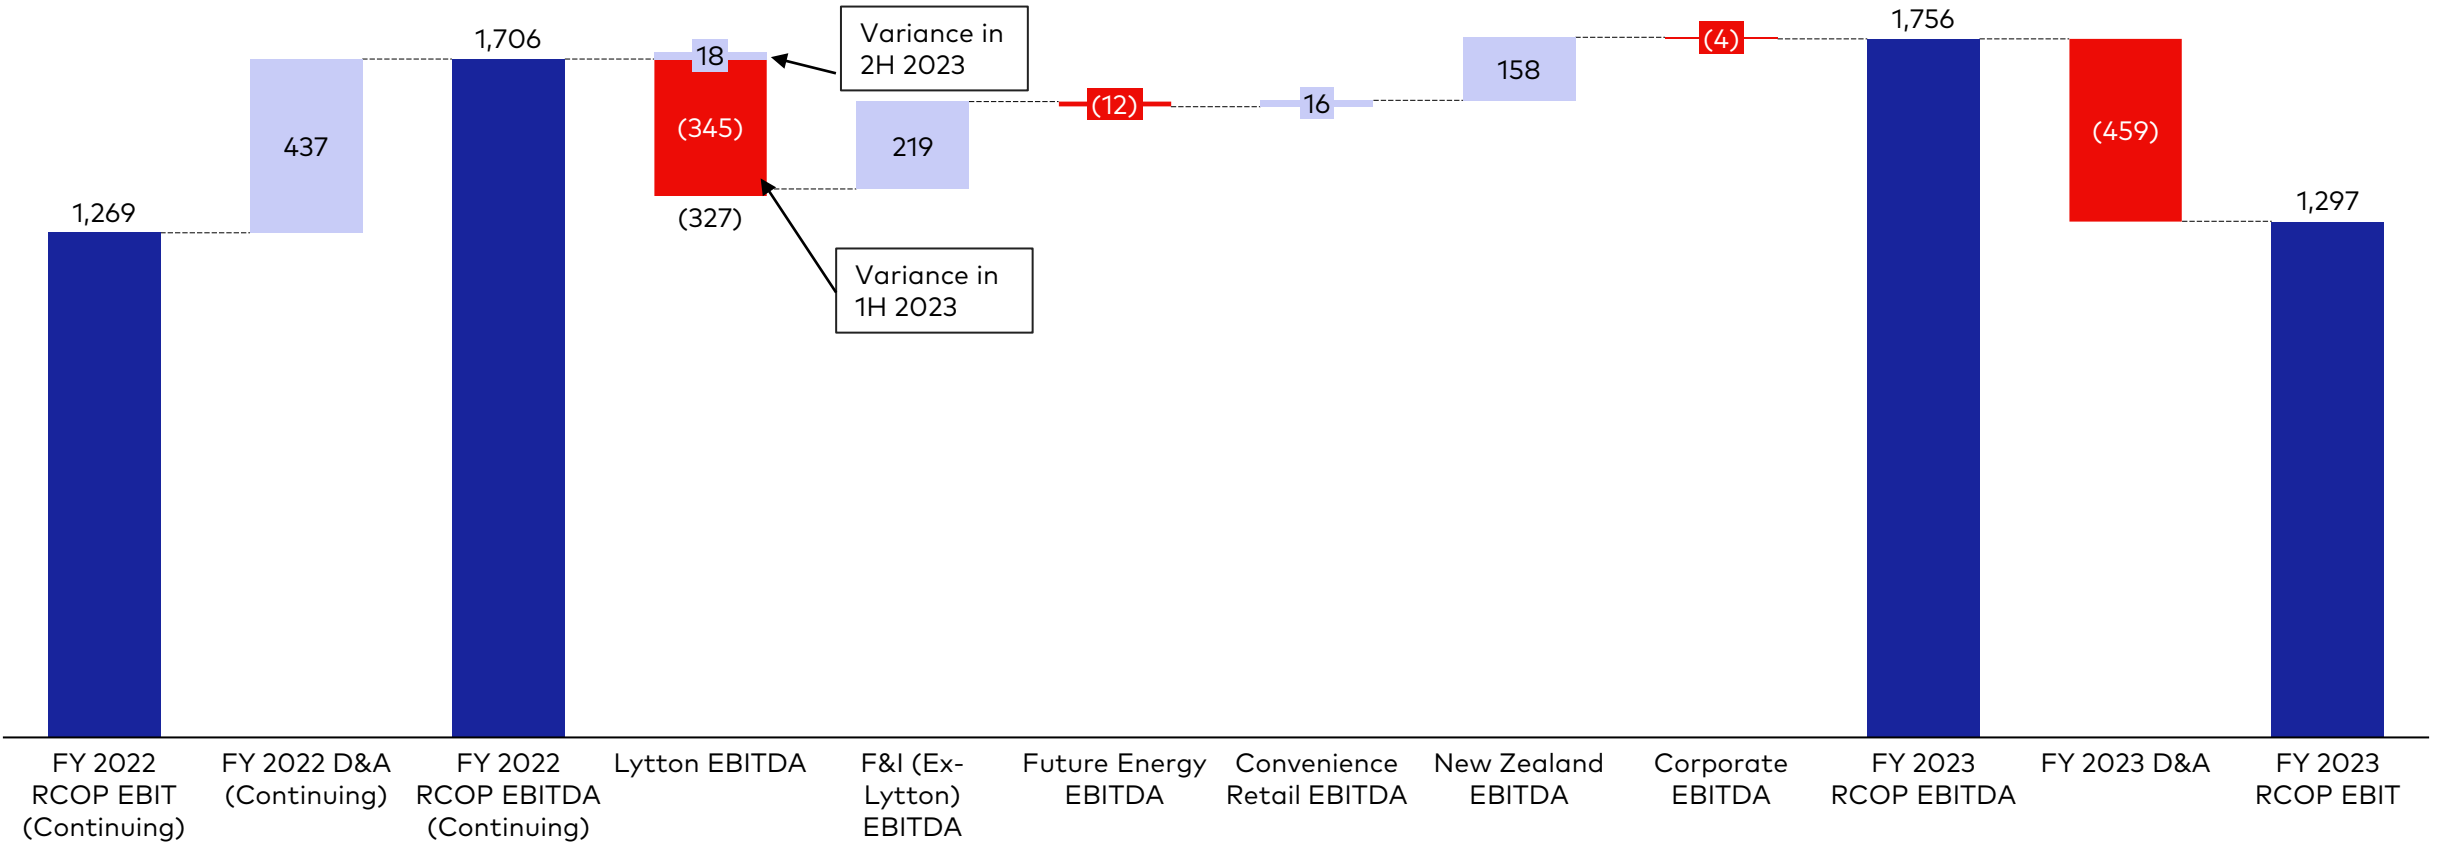 1,269
437
1,706
18
(345)
(327)
Variance in
2H 2023
Variance in
1H 2023
219
(12)
16
158
(4)
1,756
(459)
1,297
FY 2022
RCOP EBIT
(Continuing)
FY 2022 D&A
(Continuing)
FY 2022
RCOP EBITDA
(Continuing)
Lytton EBITDA
F&I (Ex-
Lytton)
EBITDA
Future Energy
EBITDA
Convenience
Retail EBITDA
New Zealand
EBITDA
Corporate
EBITDA
FY 2023
RCOP EBITDA
FY 2023 D&A
FY 2023
RCOP EBIT